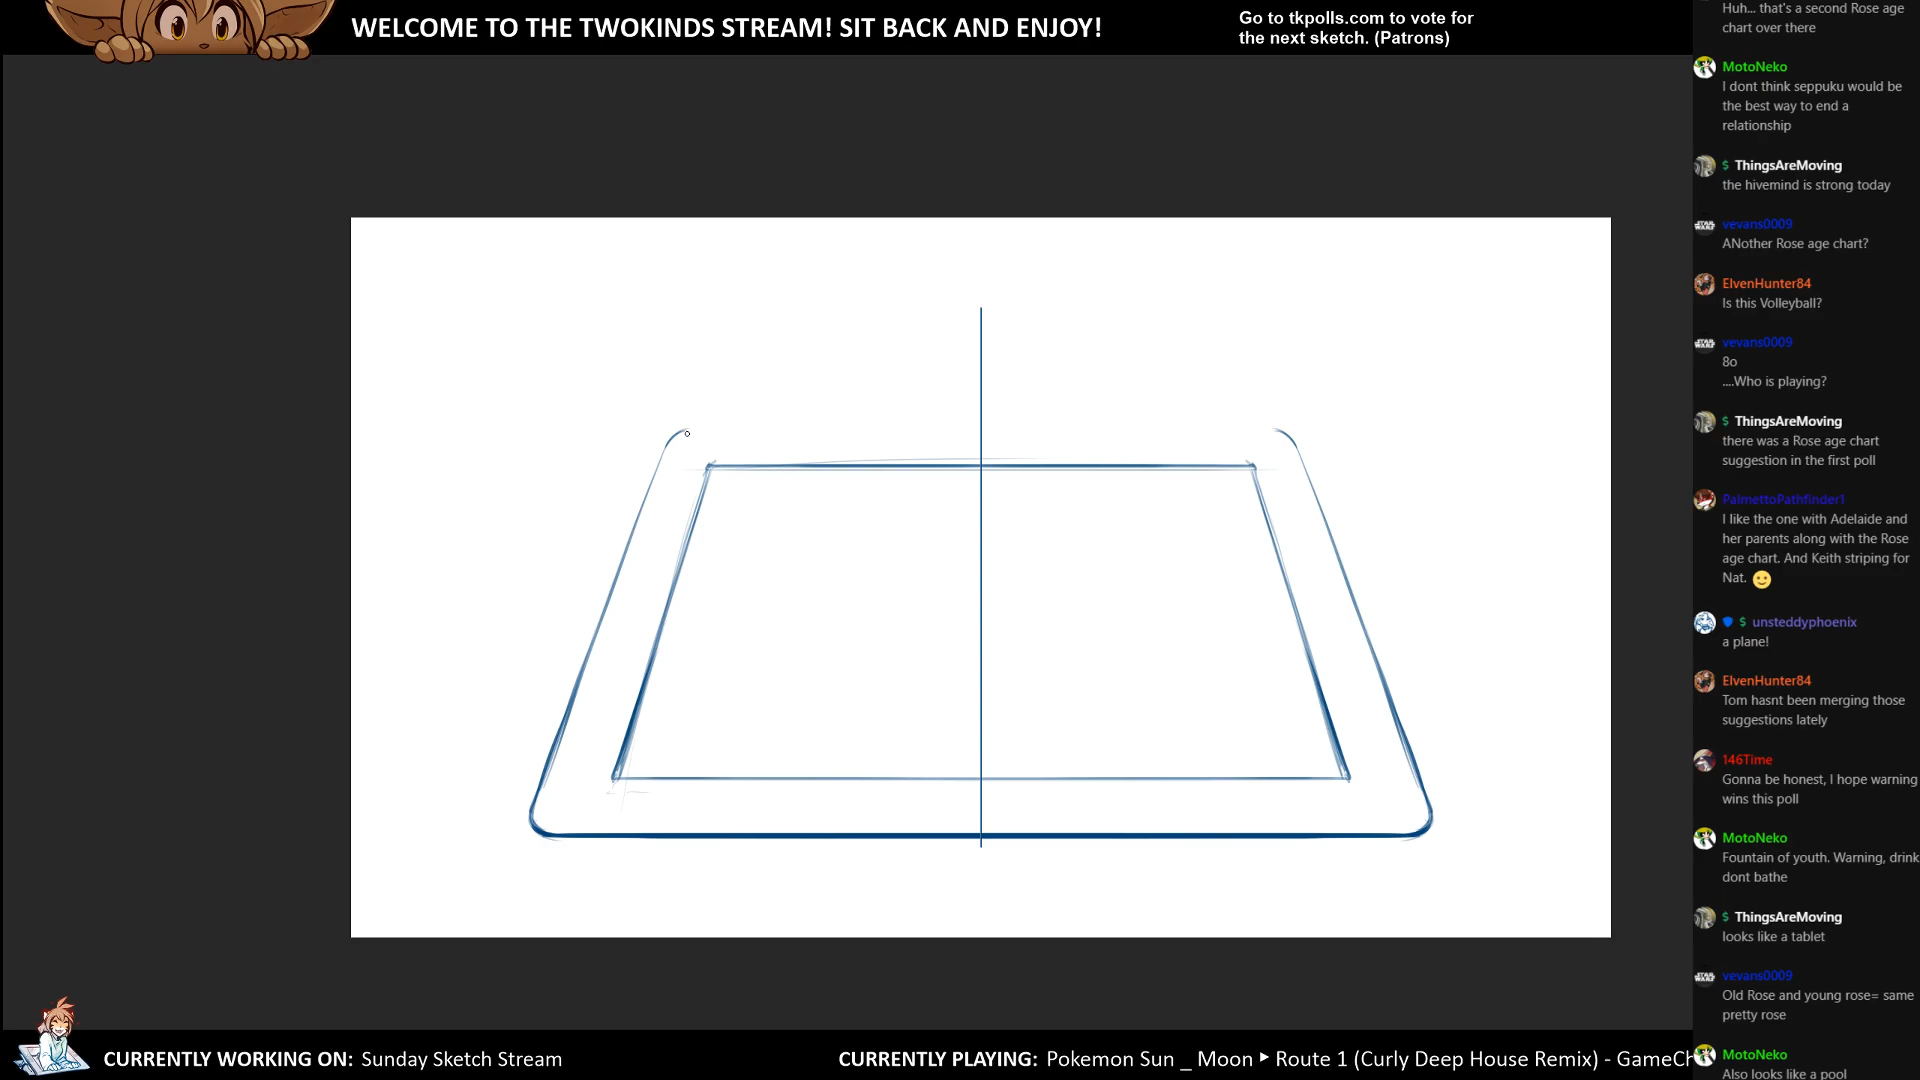 WELCOME TO THE TWOKINDS STREAM! SIT BACK AND ENJOY!
Go to tkpolls.com to vote for
the next sketch. (Patrons)
Huh... that's a second Rose age
chart over there
MotoNeko
I dont think seppuku would be
the best way to end a
relationship
$ ThingsAreMoving
the hivemind is strong today
vevans0009
ANother Rose age chart?
ElvenHunter84
Is this Volleyball?
vevans0009
8o
....Who is playing?
$ ThingsAreMoving
there was a Rose age chart
suggestion in the first poll
PalmettoPathfinder1
I like the one with Adelaide and
her parents along with the Rose
age chart. And Keith striping for
Nat.
$ unsteddyphoenix
a plane!
ElvenHunter84
Tom hasnt been merging those
suggestions lately
146Time
Gonna be honest, I hope warning
wins this poll
MotoNeko
Fountain of youth. Warning, drink
dont bathe
$ ThingsAreMoving
looks like a tablet
vevans0009
Old Rose and young rose= same
pretty rose
MotoNeko
Also looks like a pool
CURRENTLY WORKING ON: Sunday Sketch Stream
CURRENTLY PLAYING: Pokemon Sun _ Moon ▸ Route 1 (Curly Deep House Remix) - GameCh